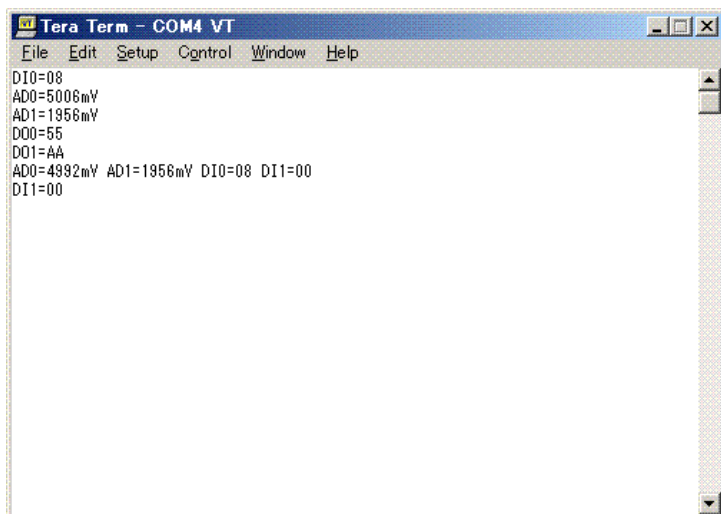 Tera Term - COM4 VT
File Edit Setup Control Window Help
DI0=08
AD0=5006mV
AD1=1956mV
DO0=55
DO1=AA
AD0=4992mV AD1=1956mV DI0=08 DI1=00
DI1=00